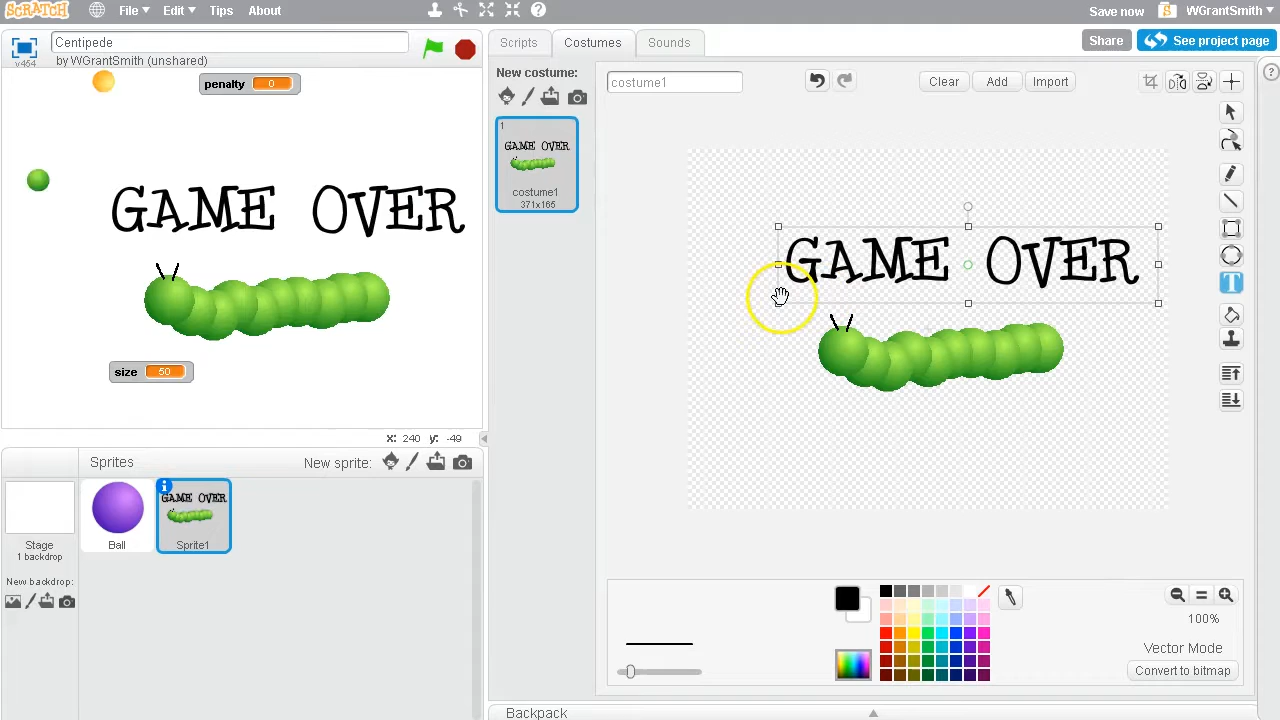 SCRATCH File Edit Tips About Save now WGrantSmith
v464 Centipede
by WGrantSmith (unshared)
Scripts Costumes Sounds Share See project page
penalty 0
GAME OVER
size 50
x: 240 y: -49
New costume:
1
GAME OVER
costume1
371x165
costume1 Clear Add Import
GAME OVER
T
Sprites New sprite:
Stage
1 backdrop
New backdrop:
Ball
GAME OVER
Sprite1
100%
Vector Mode
Convert to bitmap
Backpack